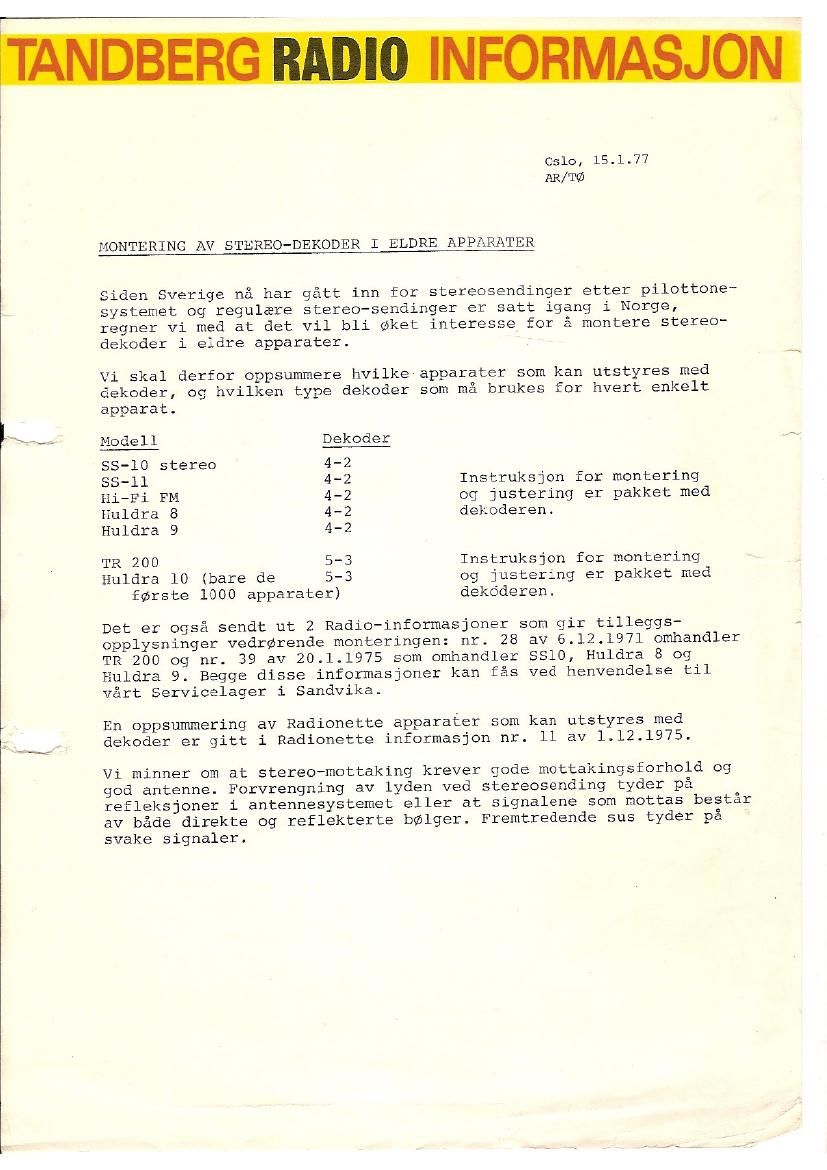 TANDBERG RADIO INFORMASJON
Oslo, 15.1.77
AR/TØ
MONTERING AV STEREO-DEKODER I ELDRE APPARATER
Siden Sverige nå har gått inn for stereosendinger etter pilottone-
systemet og regulære stereo-sendinger er satt igang i Norge,
regner vi med at det vil bli øket interesse for å montere stereo-
dekoder i eldre apparater.
Vi skal derfor oppsummere hvilke apparater som kan utstyres med
dekoder, og hvilken type dekoder som må brukes for hvert enkelt
apparat.
Modell Dekoder
SS-10 stereo 4-2
SS-11 4-2 Instruksjon for montering
Hi-Fi FM 4-2 og justering er pakket med
Huldra 8 4-2 dekoderen.
Huldra 9 4-2
TR 200 5-3 Instruksjon for montering
Huldra 10 (bare de 5-3 og justering er pakket med
første 1000 apparater) dekoderen.
Det er også sendt ut 2 Radio-informasjoner som gir tilleggs-
opplysninger vedrørende monteringen: nr. 28 av 6.12.1971 omhandler
TR 200 og nr. 39 av 20.1.1975 som omhandler SS10, Huldra 8 og
Huldra 9. Begge disse informasjoner kan fås ved henvendelse til
vårt Servicelager i Sandvika.
En oppsummering av Radionette apparater som kan utstyres med
dekoder er gitt i Radionette informasjon nr. 11 av 1.12.1975.
Vi minner om at stereo-mottaking krever gode mottakingsforhold og
god antenne. Forvrengning av lyden ved stereosending tyder på
refleksjoner i antennesystemet eller at signalene som mottas består
av både direkte og reflekterte bølger. Fremtredende sus tyder på
svake signaler.